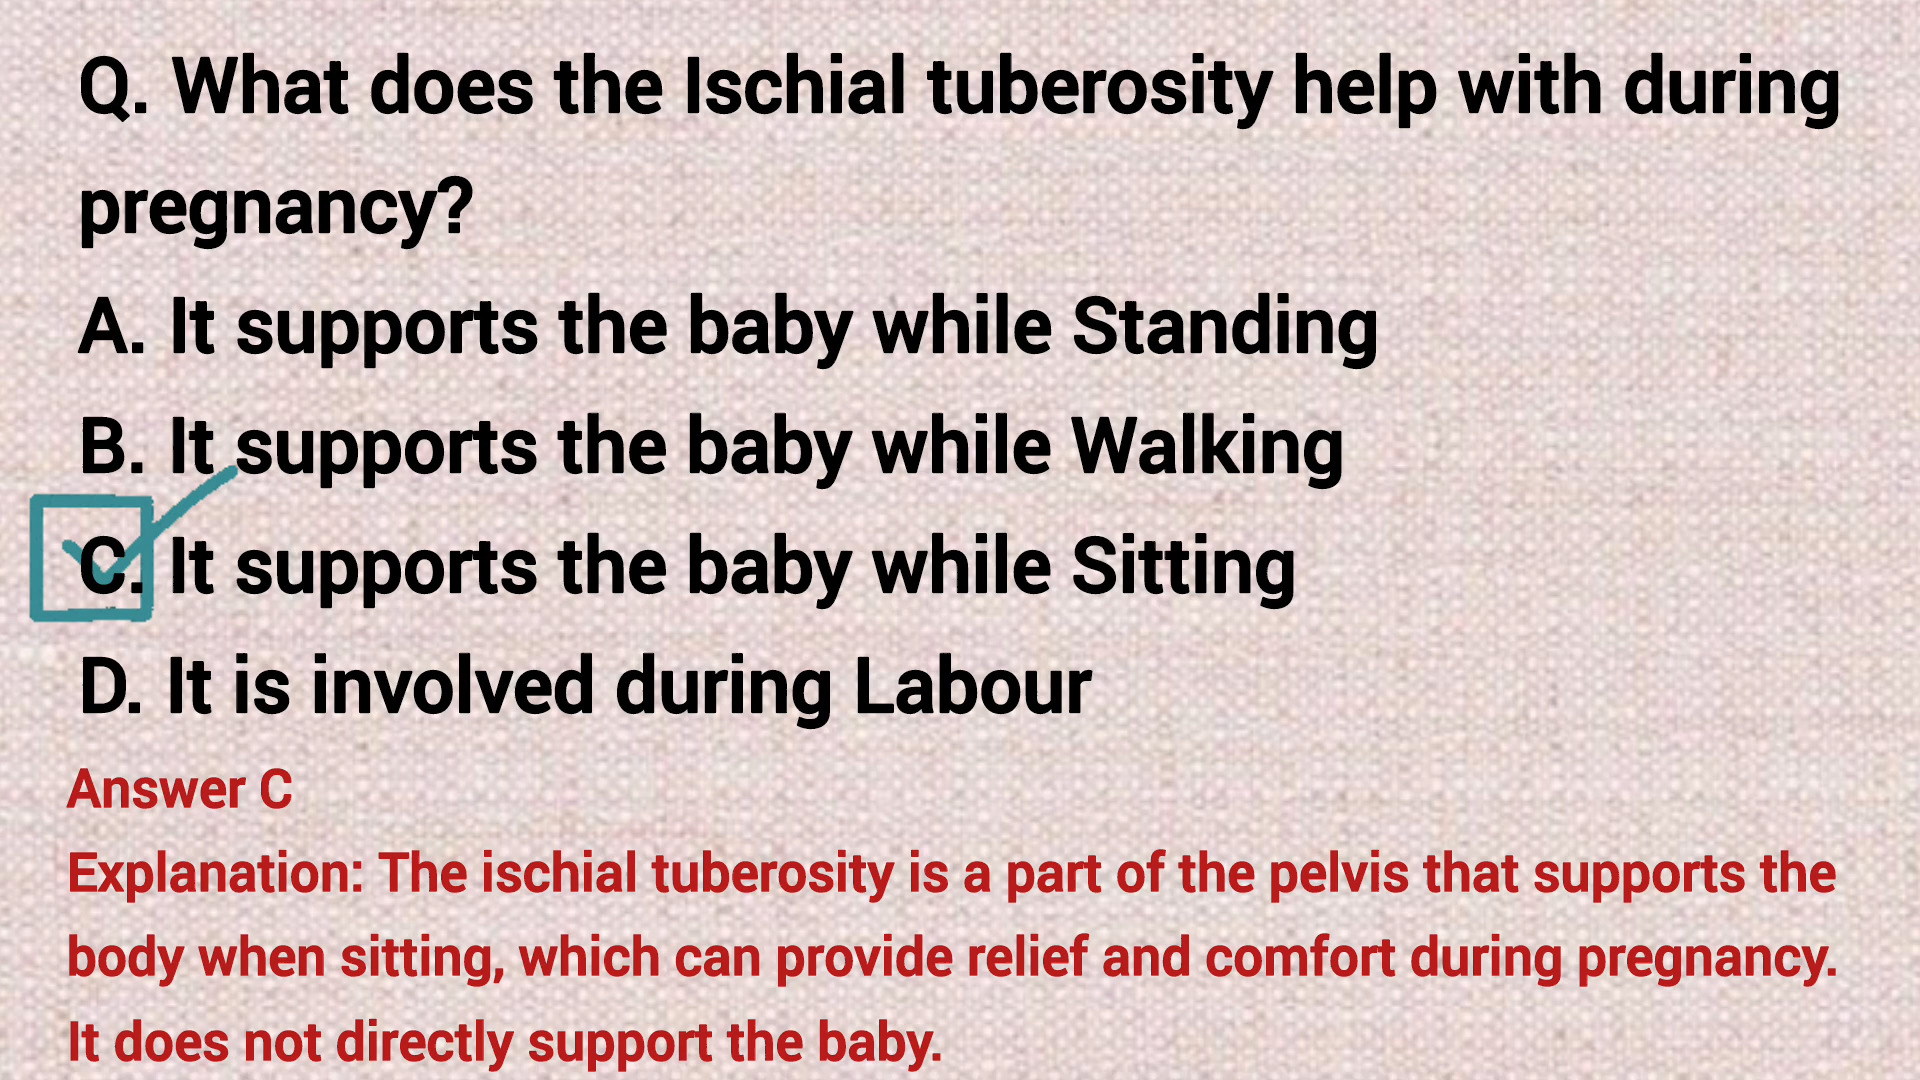 Q. What does the Ischial tuberosity help with during
pregnancy?
A. It supports the baby while Standing
B. It supports the baby while Walking
C. It supports the baby while Sitting
D. It is involved during Labour
Answer C
Explanation: The ischial tuberosity is a part of the pelvis that supports the
body when sitting, which can provide relief and comfort during pregnancy.
It does not directly support the baby.